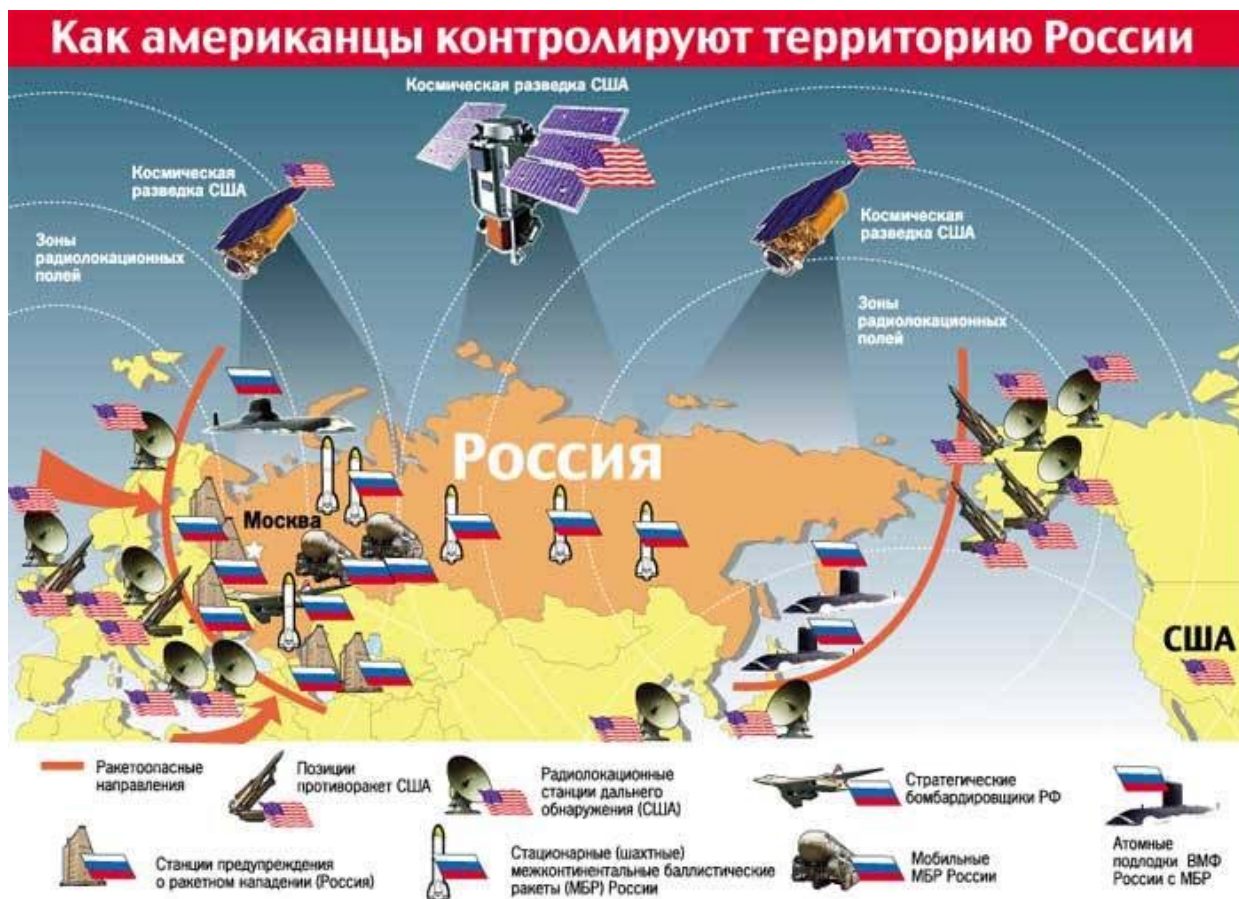 Как американцы контролируют территорию России
Космическая разведка США
Космическая
разведка США
Космическая
разведка США
Зоны
радиолокационных
полей
Зоны
радиолокационных
полей
Россия
Москва
США
Ракетоопасные
направления
Позиции
противоракет США
Радиолокационные
станции дальнего
обнаружения (США)
Стратегические
бомбардировщики РФ
Атомные
подлодки ВМФ
России с МБР
Станции предупреждения
о ракетном нападении (Россия)
Стационарные (шахтные)
межконтинентальные баллистические
ракеты (МБР) России
Мобильные
МБР России